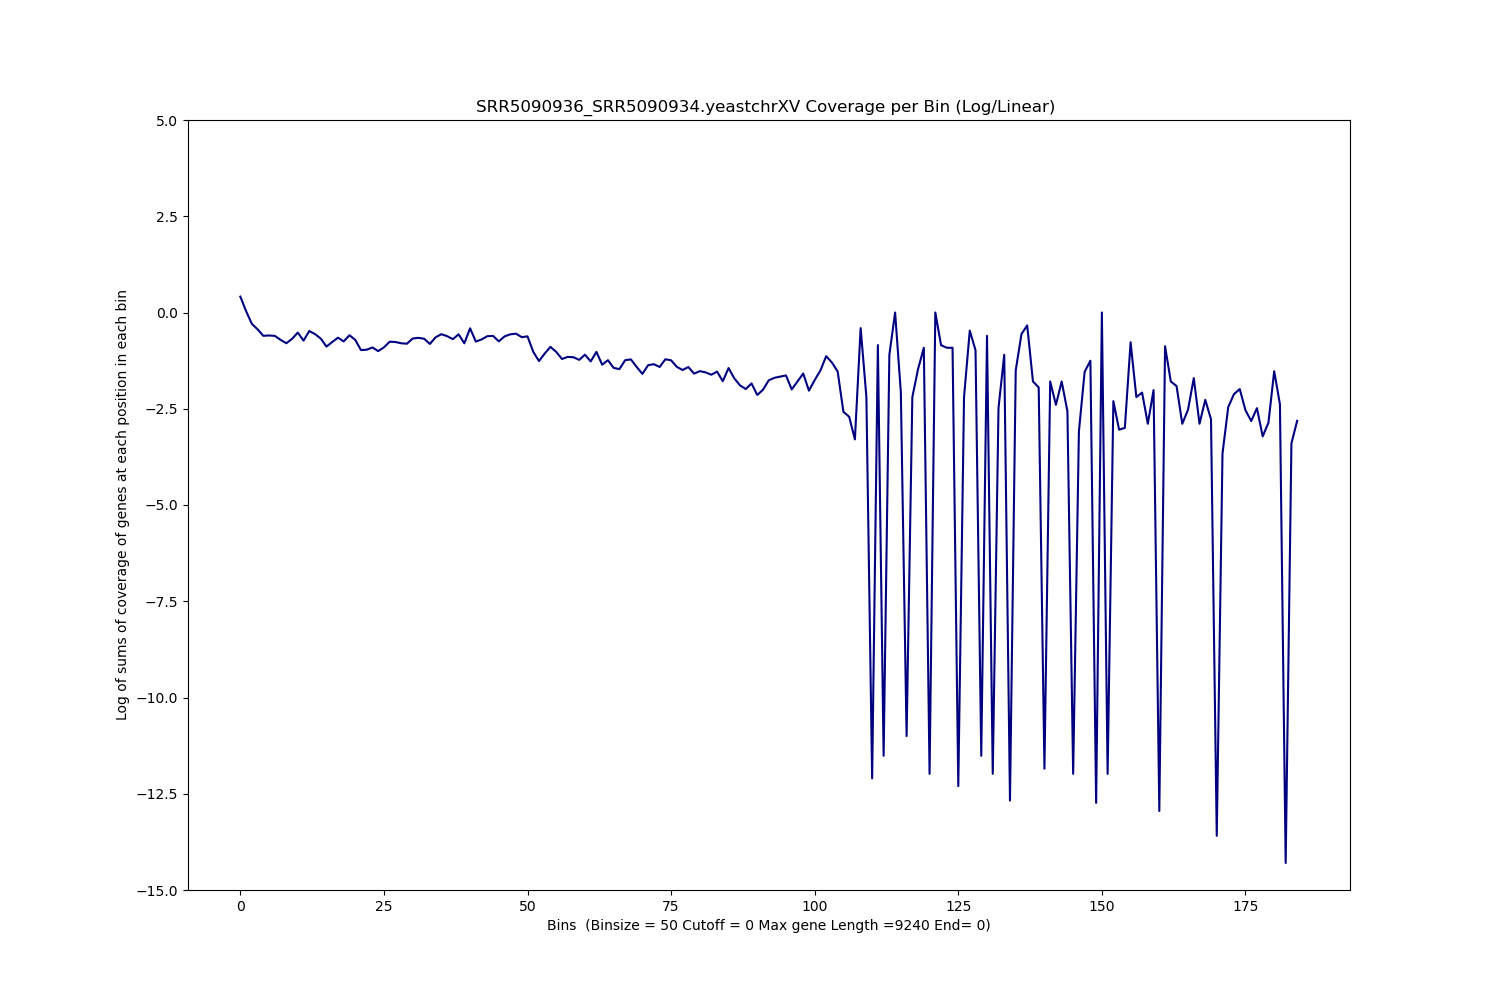 SRR5090936_SRR5090934.yeastchrXV Coverage per Bin (Log/Linear)
5.0
2.5
0.0
−2.5
−5.0
−7.5
−10.0
−12.5
−15.0
Log of sums of coverage of genes at each position in each bin
0 25 50 75 100 125 150 175
Bins  (Binsize = 50 Cutoff = 0 Max gene Length =9240 End= 0)